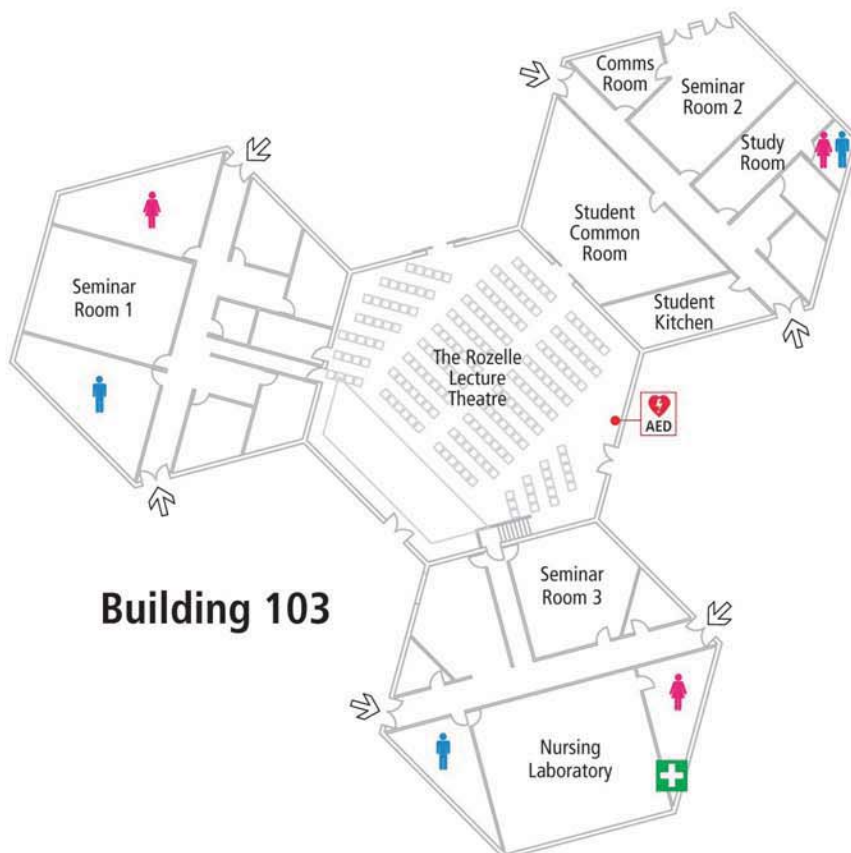 Comms
Room
Seminar
Room 2
Study
Room
Student
Common
Room
Seminar
Room 1
Student
Kitchen
The Rozelle
Lecture
Theatre
AED
Seminar
Room 3
Building 103
Nursing
Laboratory